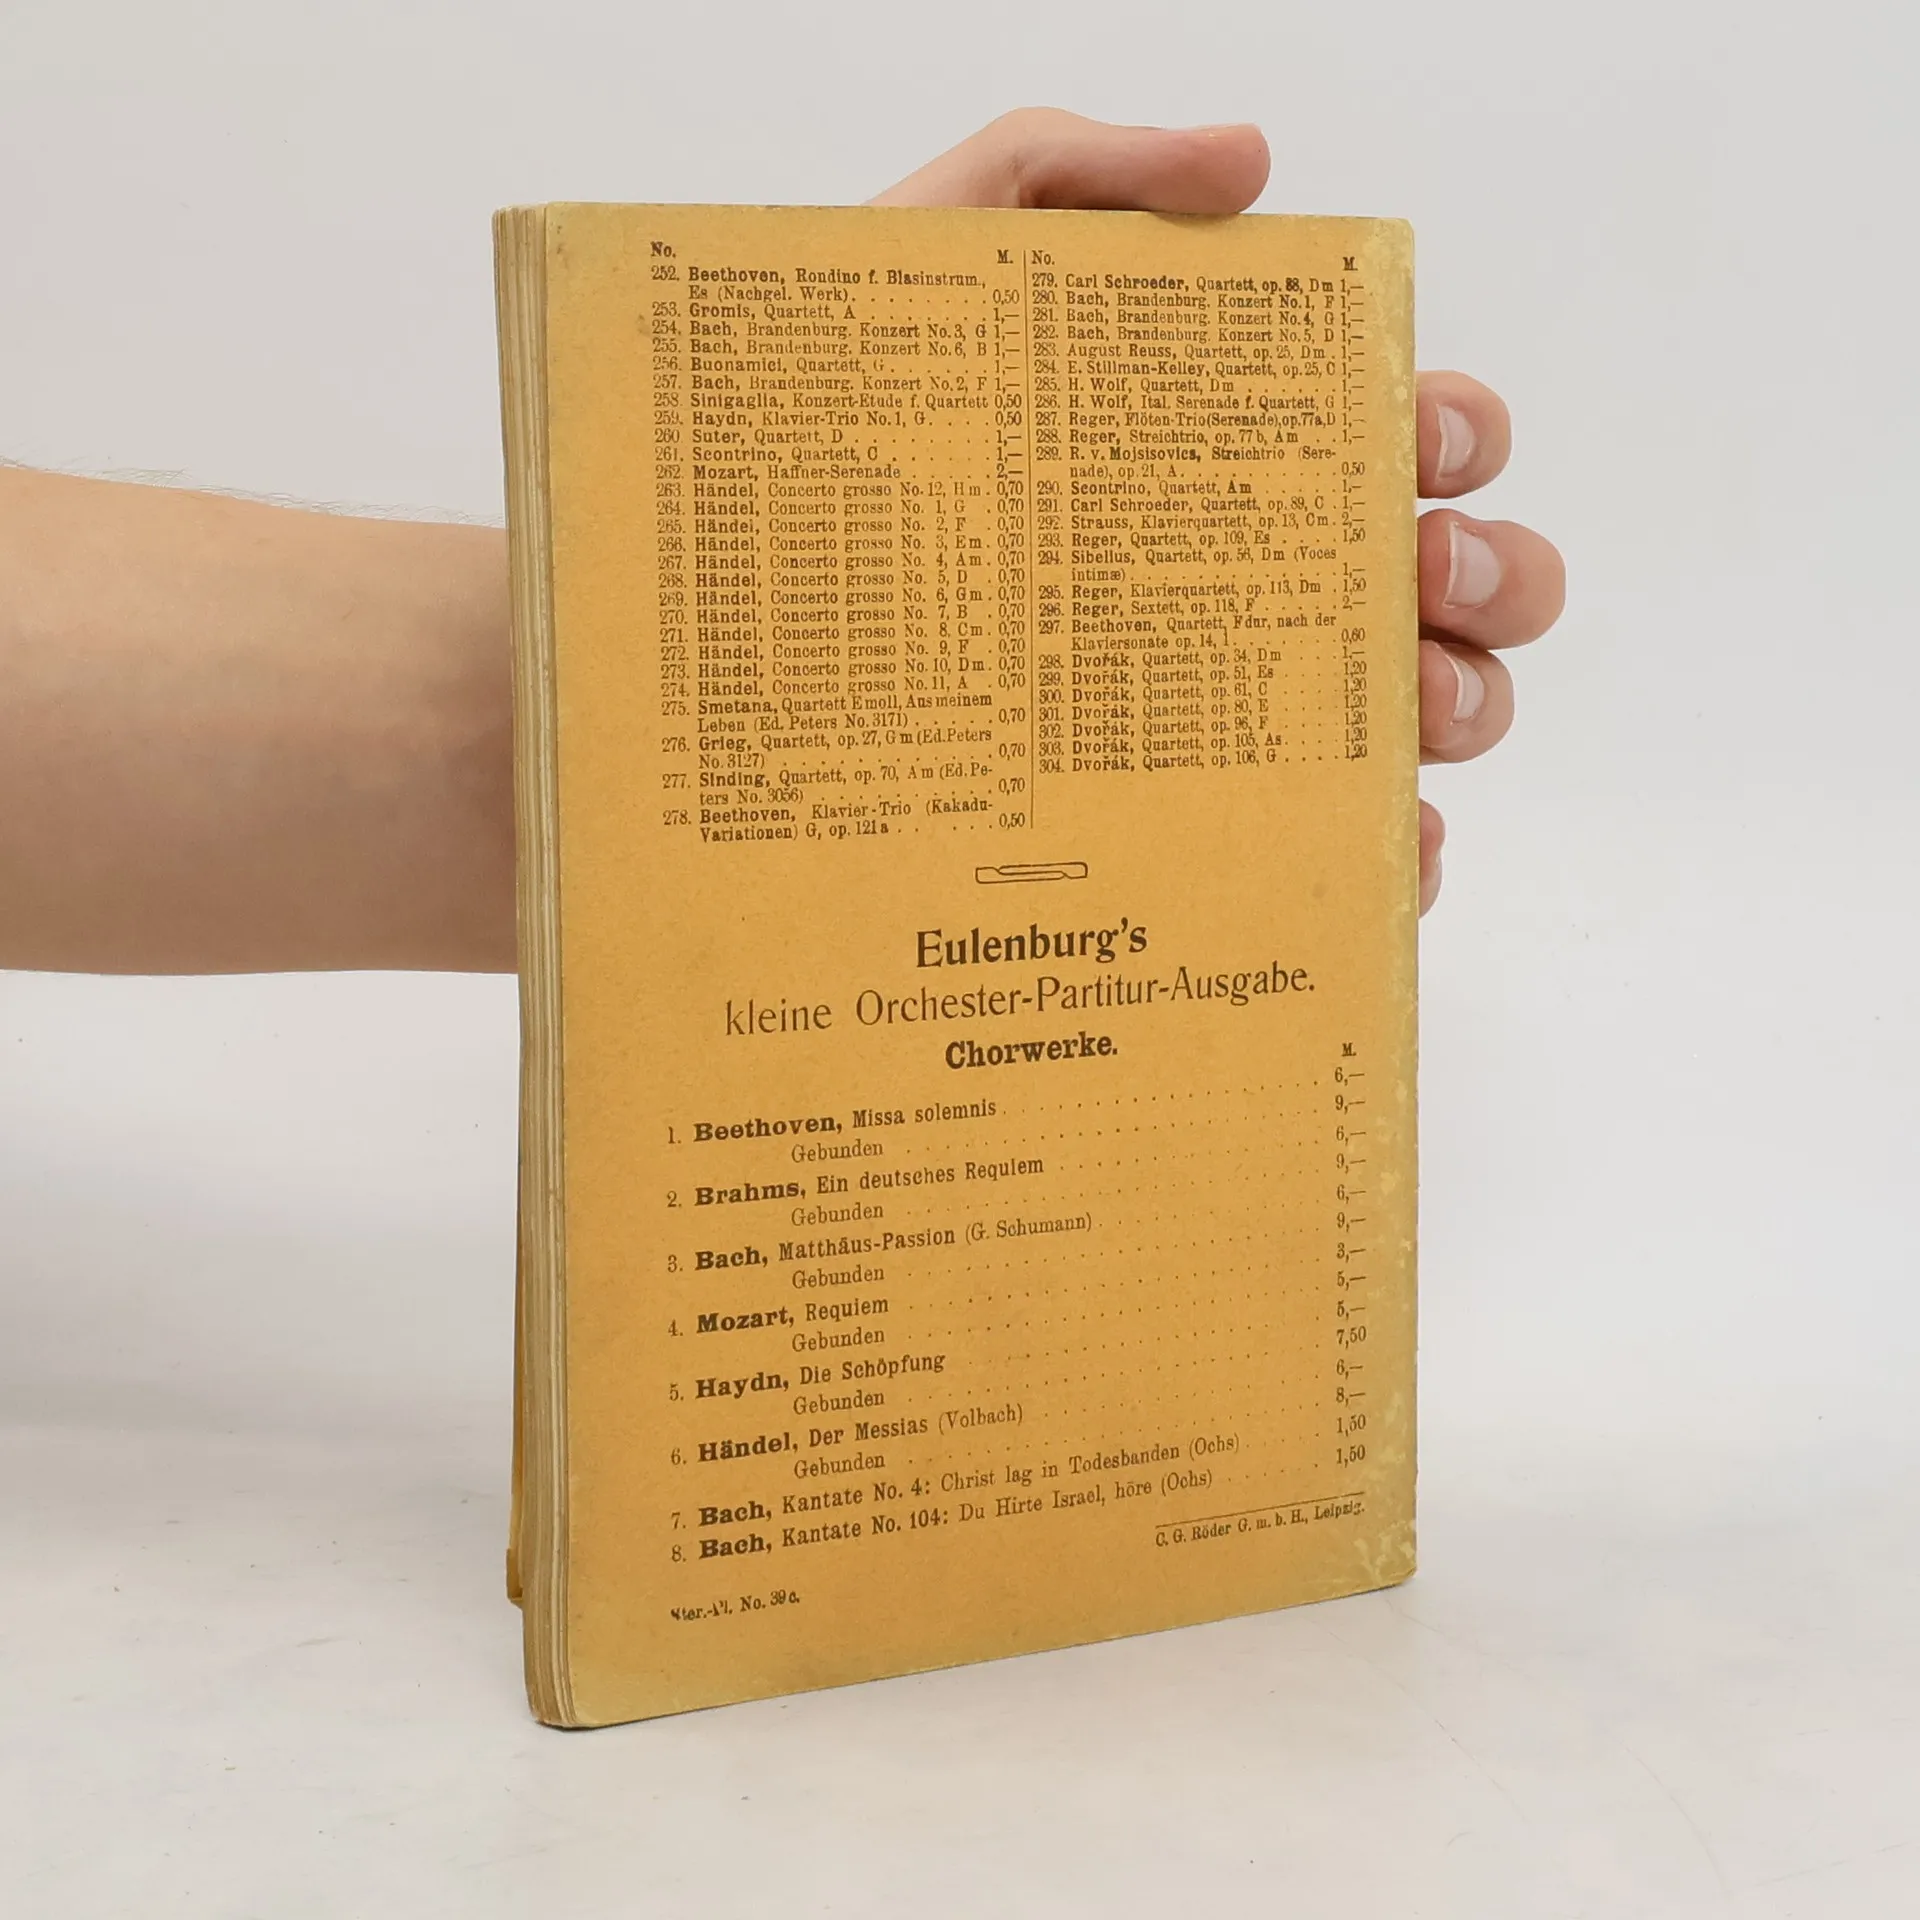 No. M.
252. Beethoven, Rondino f. Blasinstrum.,
Es (Nachgel. Werk). . . . . . . . 0,50
253. Gromis, Quartett, A . . . . . . . 1,—
254. Bach, Brandenburg. Konzert No. 3, G 1,—
255. Bach, Brandenburg. Konzert No. 6, B 1,—
256. Buonamici, Quartett, G . . . . . . 1,—
257. Bach, Brandenburg. Konzert No. 2, F 1,—
258. Sinigaglia, Konzert-Etude f. Quartett 0,50
259. Haydn, Klavier-Trio No. 1, G. . . . 0,50
260. Suter, Quartett, D . . . . . . . . 1,—
261. Scontrino, Quartett, C . . . . . . 1,—
262. Mozart, Haffner-Serenade . . . . . 2,—
263. Händel, Concerto grosso No. 12, Hm . 0,70
264. Händel, Concerto grosso No. 1, G . 0,70
265. Händel, Concerto grosso No. 2, F . 0,70
266. Händel, Concerto grosso No. 3, Em . 0,70
267. Händel, Concerto grosso No. 4, Am . 0,70
268. Händel, Concerto grosso No. 5, D . 0,70
269. Händel, Concerto grosso No. 6, Gm . 0,70
270. Händel, Concerto grosso No. 7, B . 0,70
271. Händel, Concerto grosso No. 8, Cm . 0,70
272. Händel, Concerto grosso No. 9, F . 0,70
273. Händel, Concerto grosso No. 10, Dm . 0,70
274. Händel, Concerto grosso No. 11, A . 0,70
275. Smetana, Quartett Emoll, Aus meinem
Leben (Ed. Peters No. 3171) . . . . . 0,70
276. Grieg, Quartett, op. 27, Gm (Ed. Peters
No. 3127) . . . . . . . . . . . . 0,70
277. Sinding, Quartett, op. 70, Am (Ed. Pe-
ters No. 3056) . . . . . . . . . . 0,70
278. Beethoven, Klavier-Trio (Kakadu-
Variationen) G, op. 121a . . . . . . 0,50
No. M.
279. Carl Schroeder, Quartett, op. 88, Dm 1,—
280. Bach, Brandenburg. Konzert No. 1, F 1,—
281. Bach, Brandenburg. Konzert No. 4, G 1,—
282. Bach, Brandenburg. Konzert No. 5, D 1,—
283. August Reuss, Quartett, op. 25, Dm . 1,—
284. E. Stillman-Kelley, Quartett, op. 25, C 1,—
285. H. Wolf, Quartett, Dm . . . . . . 1,—
286. H. Wolf, Ital. Serenade f. Quartett, G 1,—
287. Reger, Flöten-Trio (Serenade), op. 77a, D 1,—
288. Reger, Streichtrio, op. 77b, Am . . 1,—
289. R. v. Mojsisovics, Streichtrio (Sere-
nade), op. 21, A . . . . . . . . . 0,50
290. Scontrino, Quartett, Am . . . . . 1,—
291. Carl Schroeder, Quartett, op. 89, C . 1,—
292. Strauss, Klavierquartett, op. 13, Cm . 2,—
293. Reger, Quartett, op. 109, Es . . . . 1,50
294. Sibelius, Quartett, op. 56, Dm (Voces
intimæ) . . . . . . . . . . . . . 1,—
295. Reger, Klavierquartett, op. 113, Dm . 1,50
296. Reger, Sextett, op. 118, F . . . . . 2,—
297. Beethoven, Quartett, Fdur, nach der
Klaviersonate op. 14, 1 . . . . . . . 0,60
298. Dvořák, Quartett, op. 34, Dm . . . 1,—
299. Dvořák, Quartett, op. 51, Es . . . . 1,20
300. Dvořák, Quartett, op. 61, C . . . . 1,20
301. Dvořák, Quartett, op. 80, E . . . . 1,20
302. Dvořák, Quartett, op. 96, F . . . . 1,20
303. Dvořák, Quartett, op. 105, As . . . . 1,20
304. Dvořák, Quartett, op. 106, G . . . . 1,20
Eulenburg's
kleine Orchester-Partitur-Ausgabe.
Chorwerke.
M.
1. Beethoven, Missa solemnis . . . . . . . . . . . . 6,—
Gebunden . . . . . . . . . . . . . . . 9,—
2. Brahms, Ein deutsches Requiem . . . . . . . . . . 6,—
Gebunden . . . . . . . . . . . . . . . 9,—
3. Bach, Matthäus-Passion (G. Schumann) . . . . . . . . 6,—
Gebunden . . . . . . . . . . . . . . . 9,—
4. Mozart, Requiem . . . . . . . . . . . . . . . 3,—
Gebunden . . . . . . . . . . . . . . . 5,—
5. Haydn, Die Schöpfung . . . . . . . . . . . . . 5,—
Gebunden . . . . . . . . . . . . . . . 7,50
6. Händel, Der Messias (Volbach) . . . . . . . . . . 6,—
Gebunden . . . . . . . . . . . . . . . 8,—
7. Bach, Kantate No. 4: Christ lag in Todesbanden (Ochs) . . . . 1,50
8. Bach, Kantate No. 104: Du Hirte Israel, höre (Ochs) . . . . . 1,50
C. G. Röder G. m. b. H., Leipzig.
No. 39c.